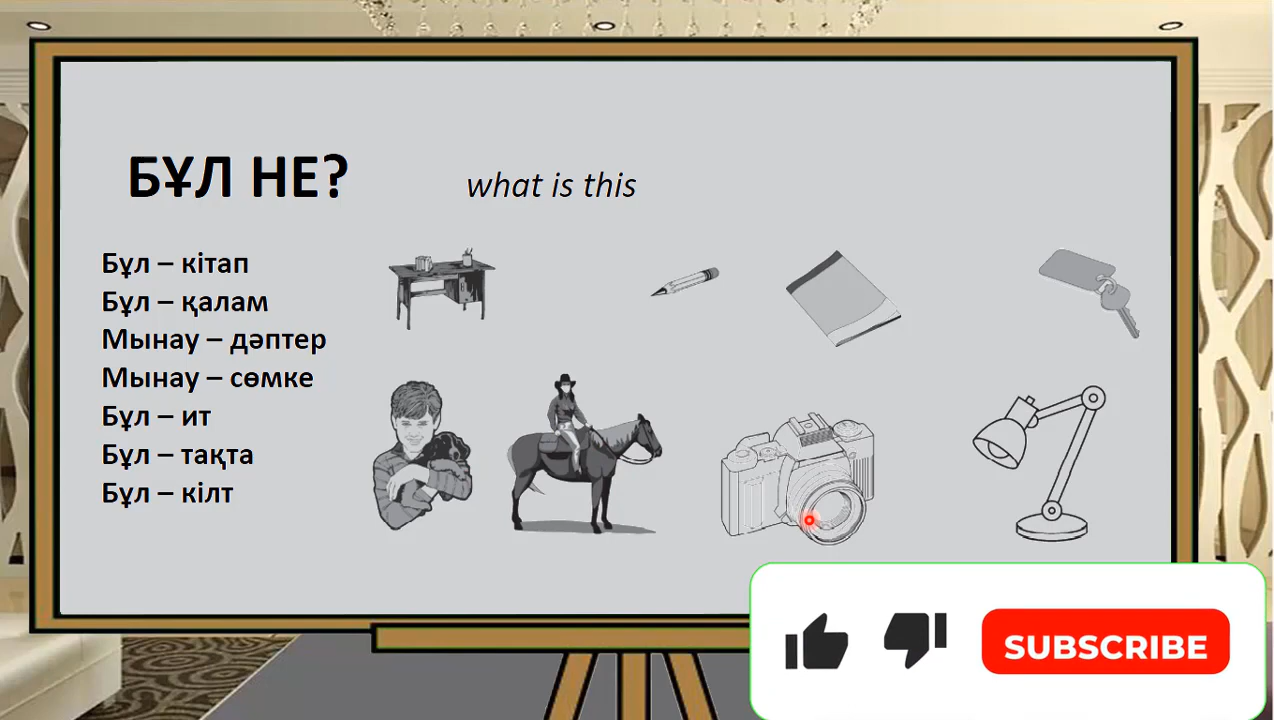 БҰЛ НЕ?
what is this
Бұл – кітап
Бұл – қалам
Мынау – дәптер
Мынау – сөмке
Бұл – ит
Бұл – тақта
Бұл – кілт
SUBSCRIBE